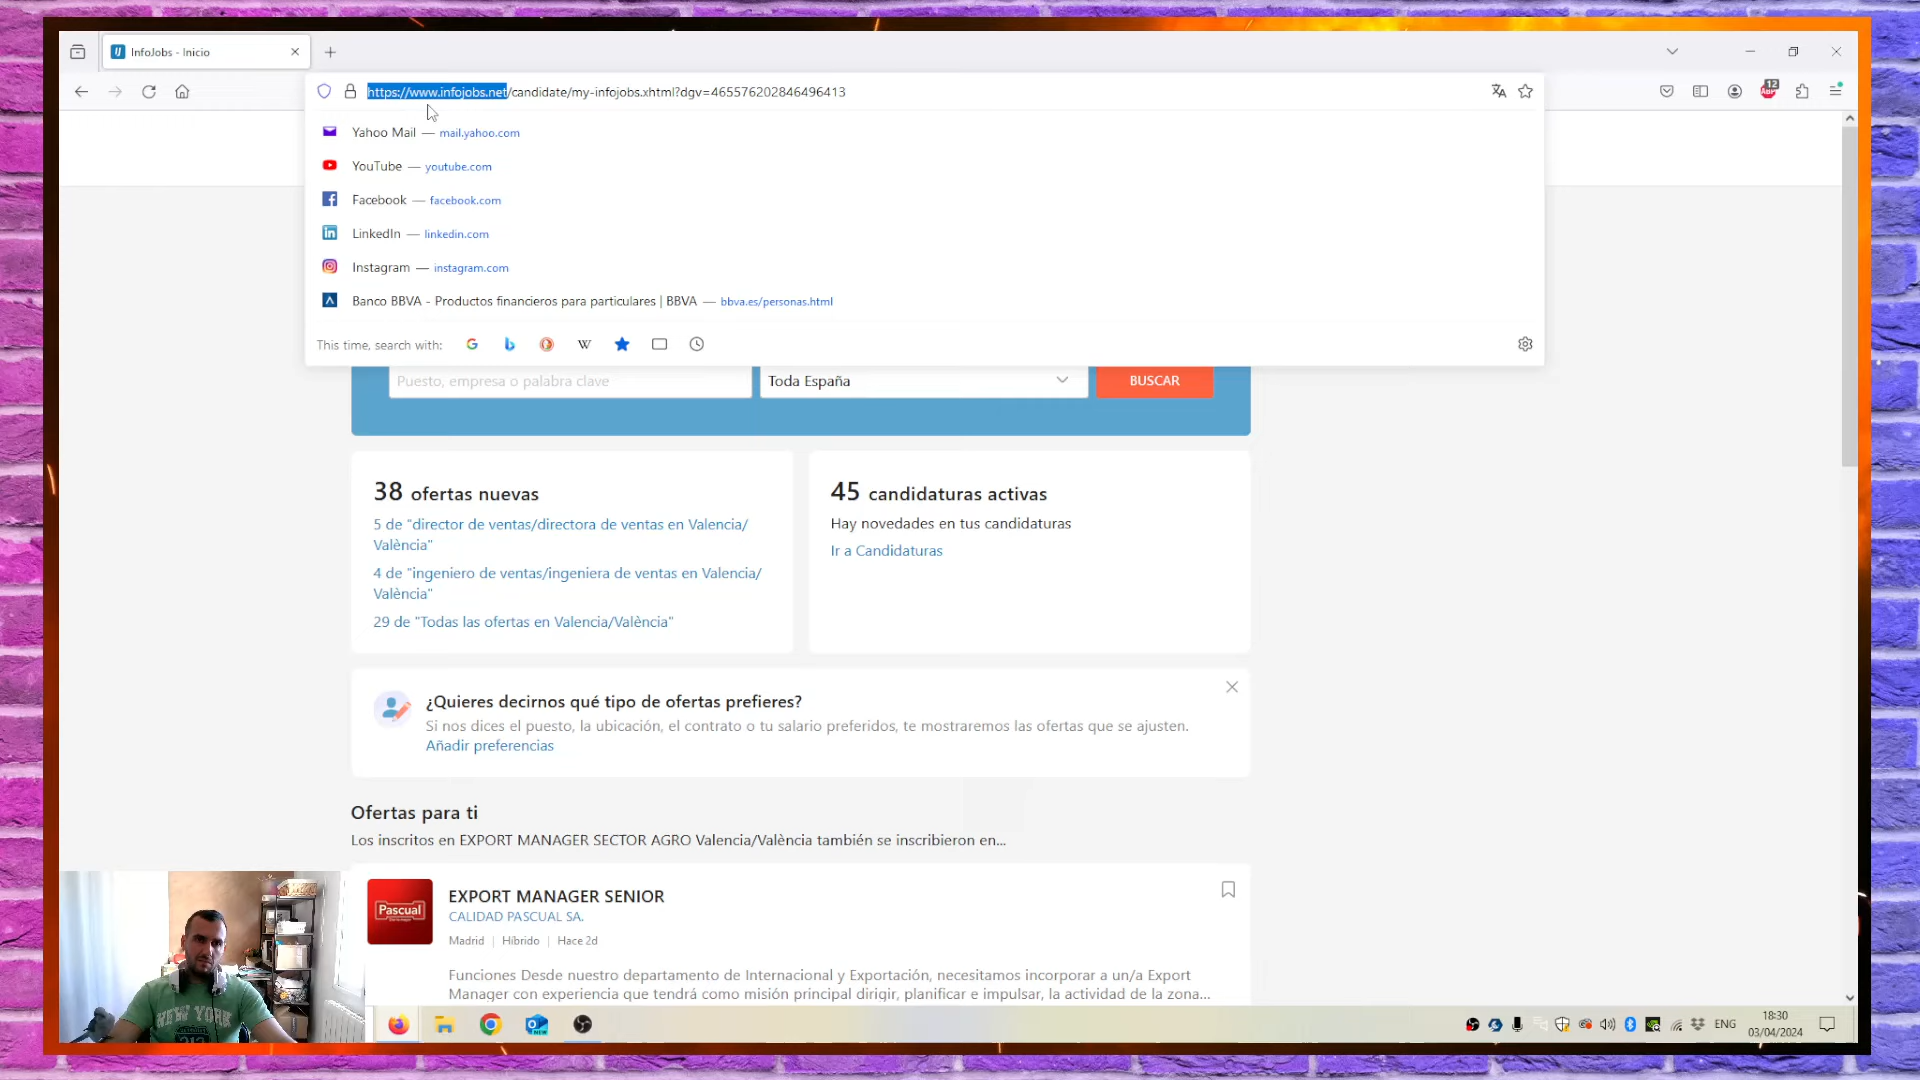 InfoJobs - Inicio
https://www.infojobs.net/candidate/my-infojobs.xhtml?dgv=465576202846496413
12
ABP
Yahoo Mail — mail.yahoo.com
YouTube — youtube.com
Facebook — facebook.com
LinkedIn — linkedin.com
Instagram — instagram.com
Banco BBVA - Productos financieros para particulares | BBVA — bbva.es/personas.html
This time, search with:
Puesto, empresa o palabra clave
Toda España
BUSCAR
38 ofertas nuevas
5 de "director de ventas/directora de ventas en Valencia/
València"
4 de "ingeniero de ventas/ingeniera de ventas en Valencia/
València"
29 de "Todas las ofertas en Valencia/València"
45 candidaturas activas
Hay novedades en tus candidaturas
Ir a Candidaturas
¿Quieres decirnos qué tipo de ofertas prefieres?
Si nos dices el puesto, la ubicación, el contrato o tu salario preferidos, te mostraremos las ofertas que se ajusten.
Añadir preferencias
Ofertas para ti
Los inscritos en EXPORT MANAGER SECTOR AGRO Valencia/València también se inscribieron en...
Pascual
EXPORT MANAGER SENIOR
CALIDAD PASCUAL SA.
Madrid | Híbrido | Hace 2d
Funciones Desde nuestro departamento de Internacional y Exportación, necesitamos incorporar a un/a Export
Manager con experiencia que tendrá como misión principal dirigir, planificar e impulsar, la actividad de la zona...
NEW YORK
ENG
18:30
03/04/2024